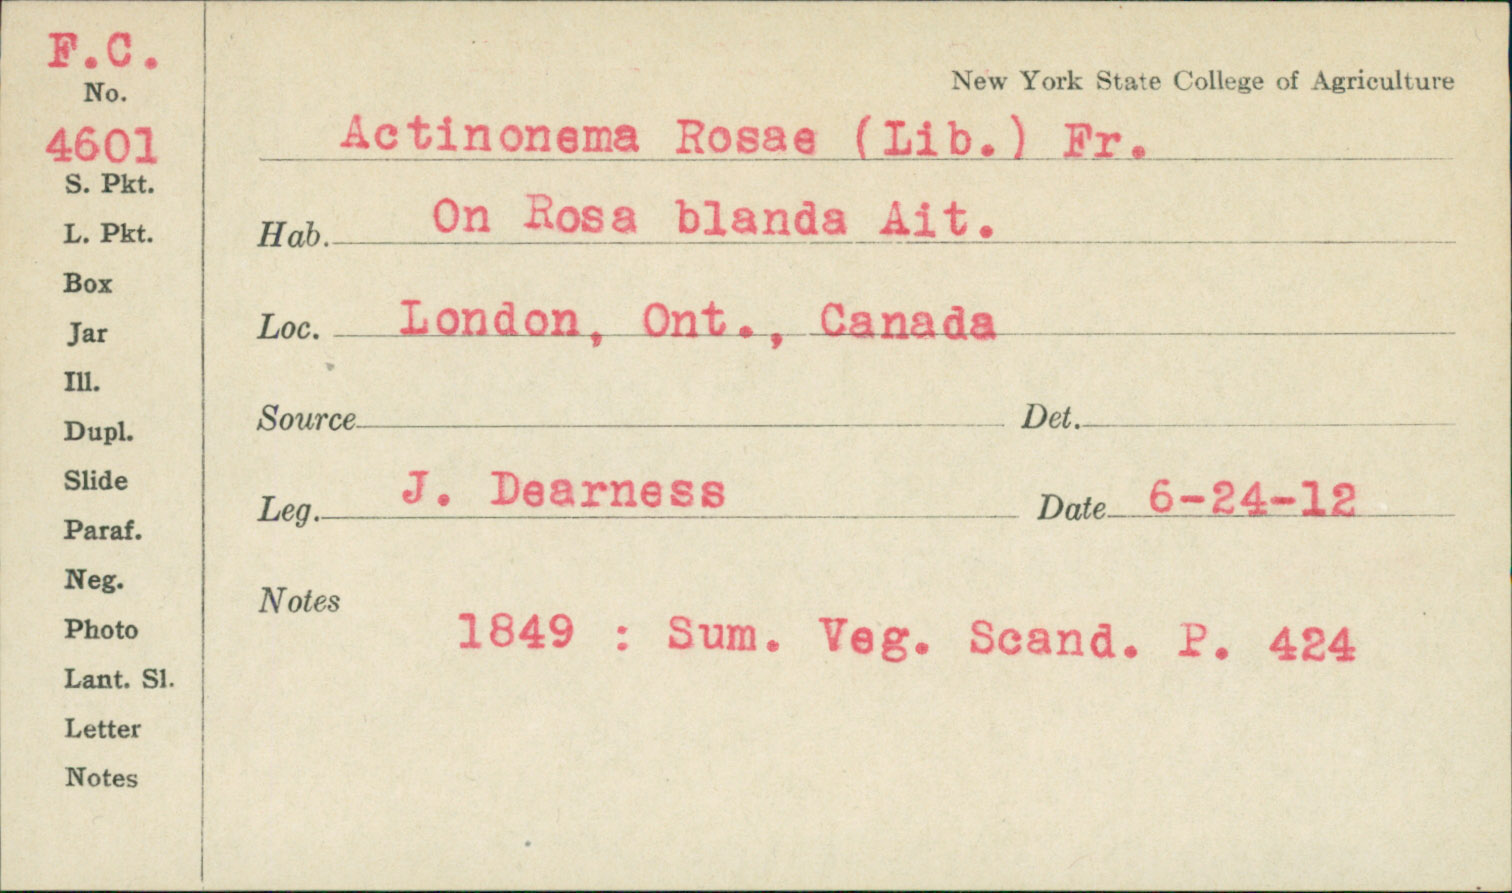 F.C.
No.
4601
S. Pkt.
L. Pkt.
Box
Jar
Ill.
Dupl.
Slide
Paraf.
Neg.
Photo
Lant. Sl.
Letter
Notes
New York State College of Agriculture
Actinonema Rosae (Lib.) Fr.
Hab. On Rosa blanda Ait.
Loc. London, Ont., Canada
Source Det.
Leg. J. Dearness Date 6-24-12
Notes
1849 : Sum. Veg. Scand. P. 424